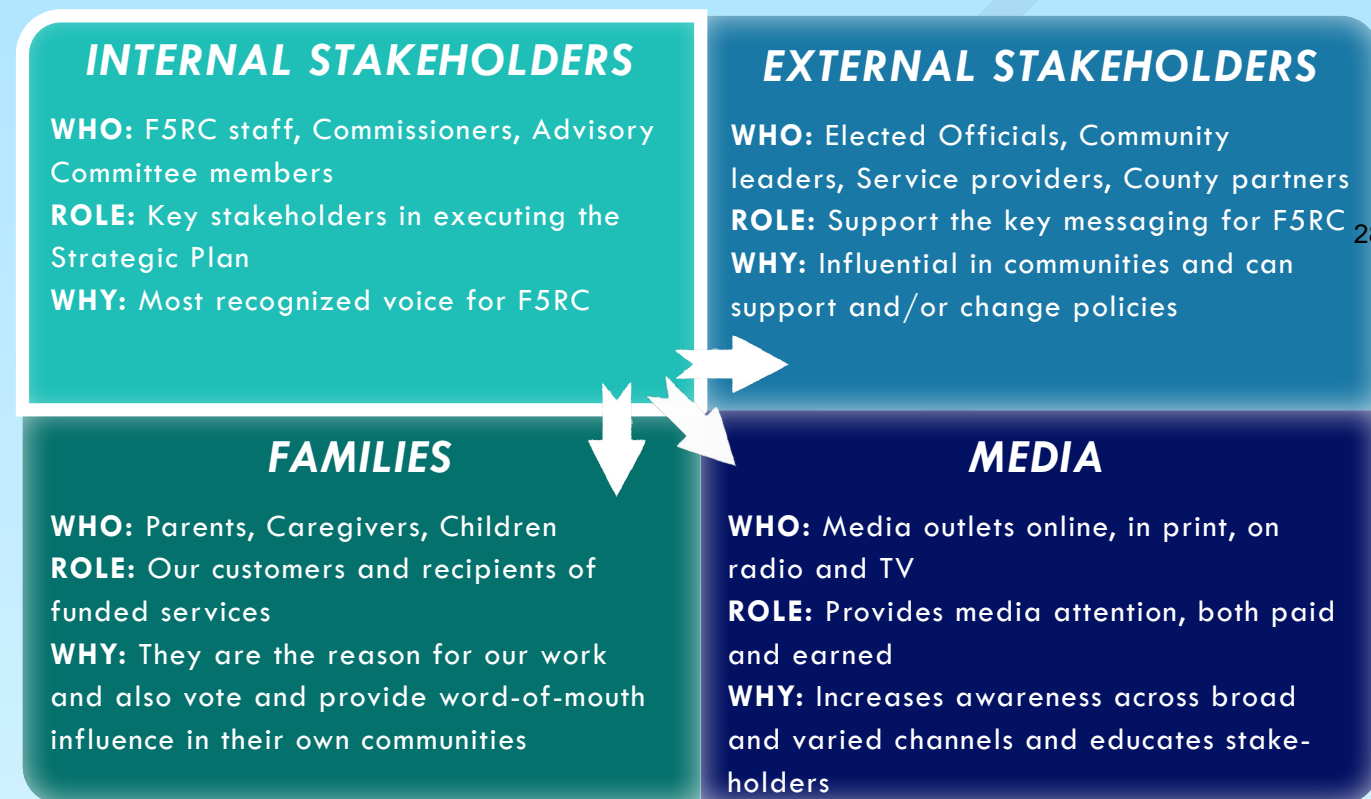 INTERNAL STAKEHOLDERS
WHO: F5RC staff, Commissioners, Advisory
Committee members
ROLE: Key stakeholders in executing the
Strategic Plan
WHY: Most recognized voice for F5RC
EXTERNAL STAKEHOLDERS
WHO: Elected Officials, Community
leaders, Service providers, County partners
ROLE: Support the key messaging for F5RC
WHY: Influential in communities and can
support and/or change policies
FAMILIES
WHO: Parents, Caregivers, Children
ROLE: Our customers and recipients of
funded services
WHY: They are the reason for our work
and also vote and provide word-of-mouth
influence in their own communities
MEDIA
WHO: Media outlets online, in print, on
radio and TV
ROLE: Provides media attention, both paid
and earned
WHY: Increases awareness across broad
and varied channels and educates stake-
holders